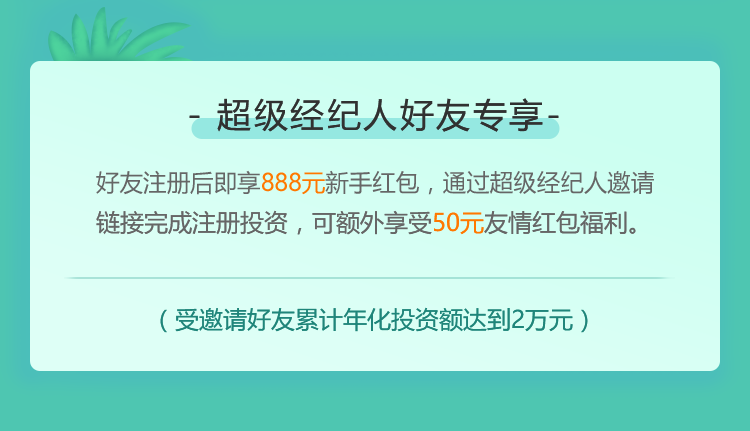 - 超级经纪人好友专享-
好友注册后即享888元新手红包，通过超级经纪人邀请
链接完成注册投资，可额外享受50元友情红包福利。
（受邀请好友累计年化投资额达到2万元）